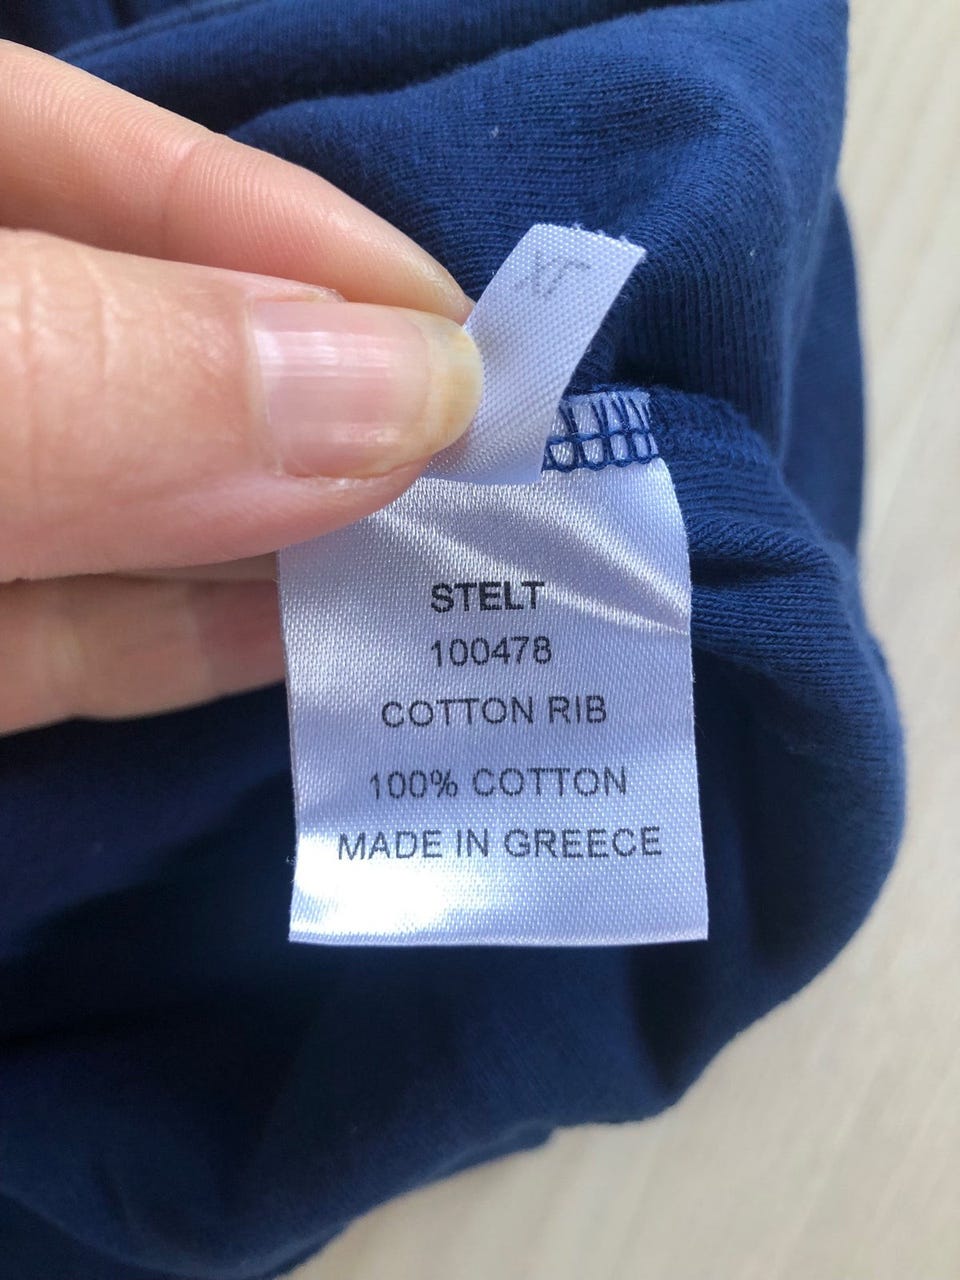 STELT
100478
COTTON RIB
100% COTTON
MADE IN GREECE